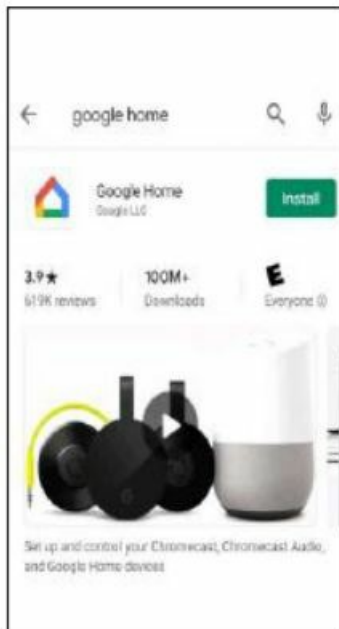 google home
Google Home
Google LLC
Install
3.9★
619K reviews
100M+
Downloads
E
Everyone
Set up and control your Chromecast, Chromecast Audio,
and Google Home devices